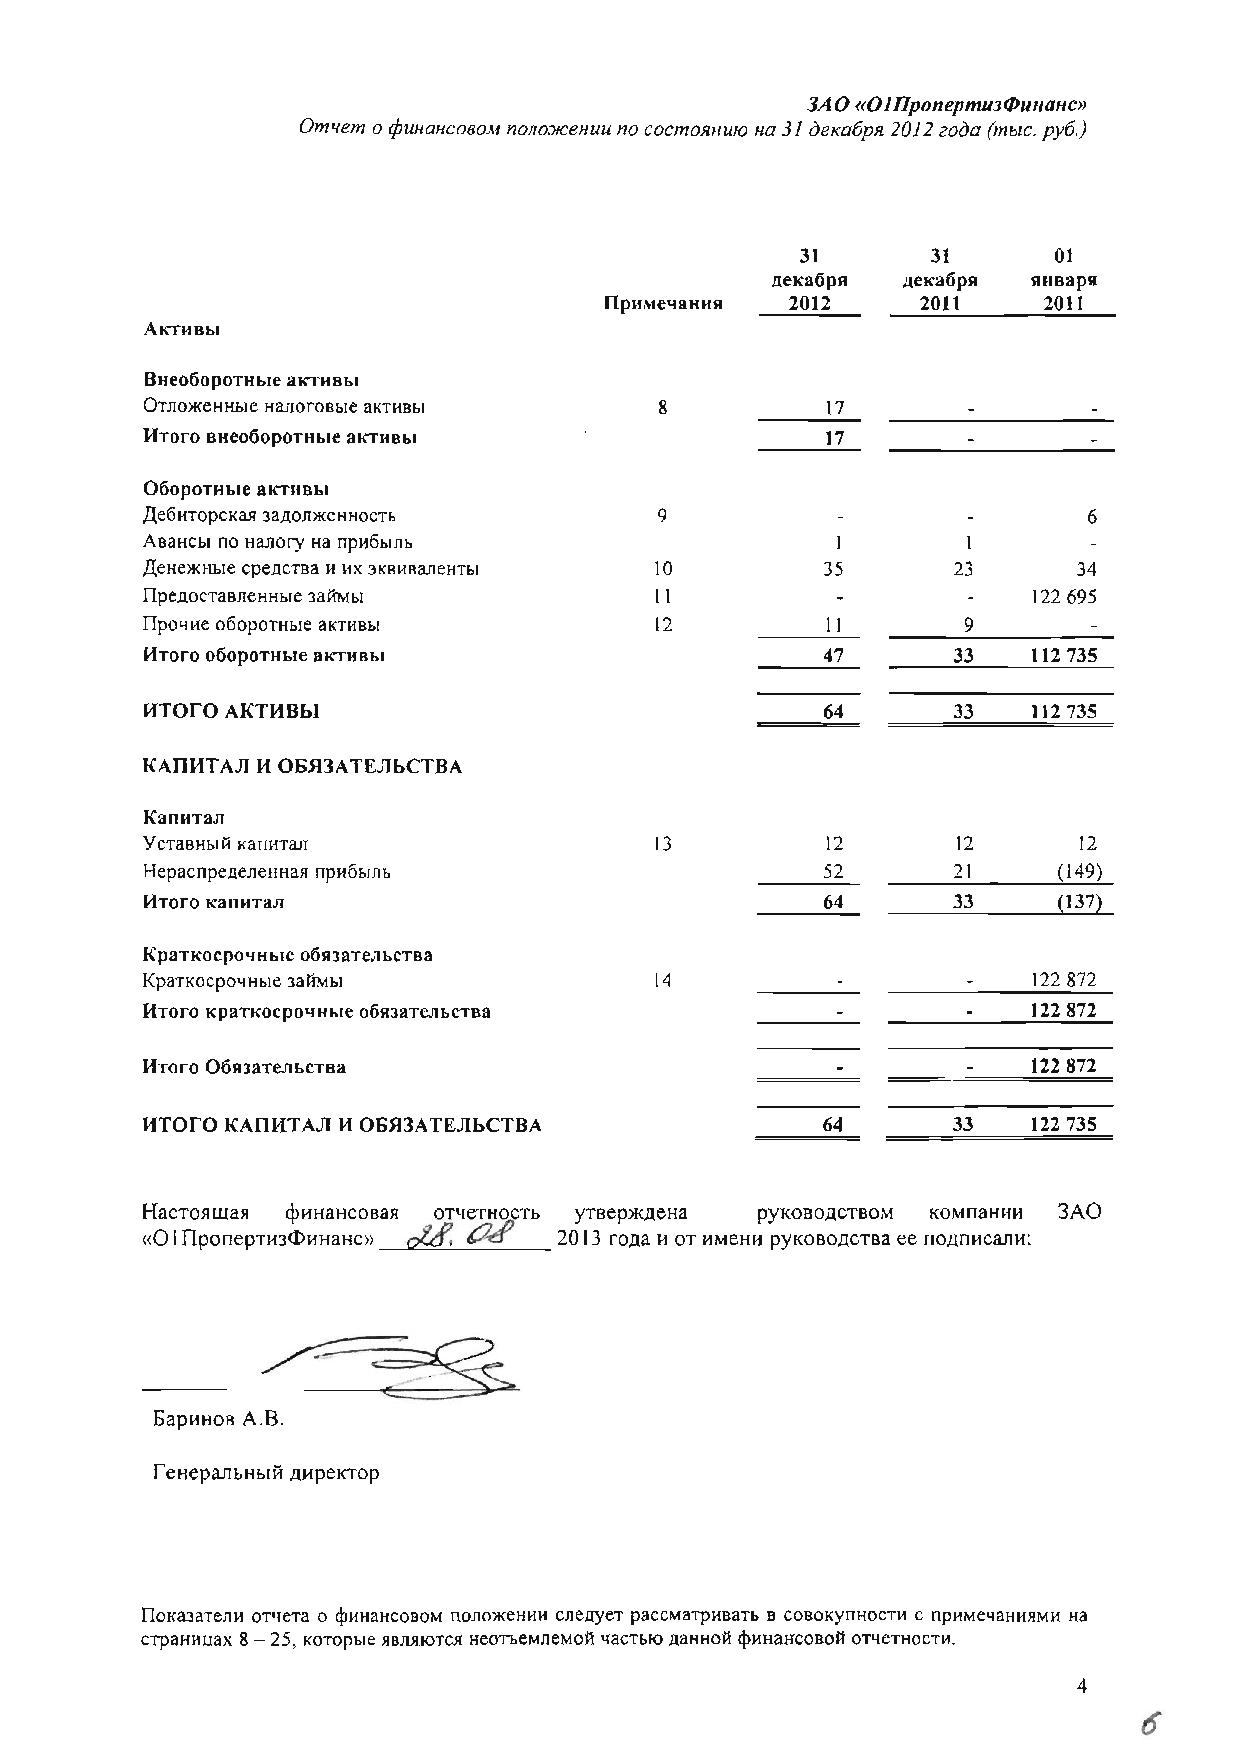 ЗАО «О1ПропертизФинанс»
Отчет о финансовом положении по состоянию на 31 декабря 2012 года (тыс. руб.)
31 31 01
декабря декабря января
Примечания 2012 2011 2011
Активы
Внеоборотные активы
Отложенные налоговые активы 8 17 - -
Итого внеоборотные активы 17 - -
Оборотные активы
Дебиторская задолженность 9 - - 6
Авансы по налогу на прибыль 1 1 -
Денежные средства и их эквиваленты 10 35 23 34
Предоставленные займы 11 - - 122 695
Прочие оборотные активы 12 11 9 -
Итого оборотные активы 47 33 112 735
ИТОГО АКТИВЫ 64 33 112 735
КАПИТАЛ И ОБЯЗАТЕЛЬСТВА
Капитал
Уставный капитал 13 12 12 12
Нераспределенная прибыль 52 21 (149)
Итого капитал 64 33 (137)
Краткосрочные обязательства
Краткосрочные займы 14 - - 122 872
Итого краткосрочные обязательства - - 122 872
Итого Обязательства - - 122 872
ИТОГО КАПИТАЛ И ОБЯЗАТЕЛЬСТВА 64 33 122 735
Настоящая финансовая отчетность утверждена руководством компании ЗАО
«О1ПропертизФинанс» 28. 08 2013 года и от имени руководства ее подписали:
Баринов А.В.
Генеральный директор
Показатели отчета о финансовом положении следует рассматривать в совокупности с примечаниями на
страницах 8 – 25, которые являются неотъемлемой частью данной финансовой отчетности.
4
6